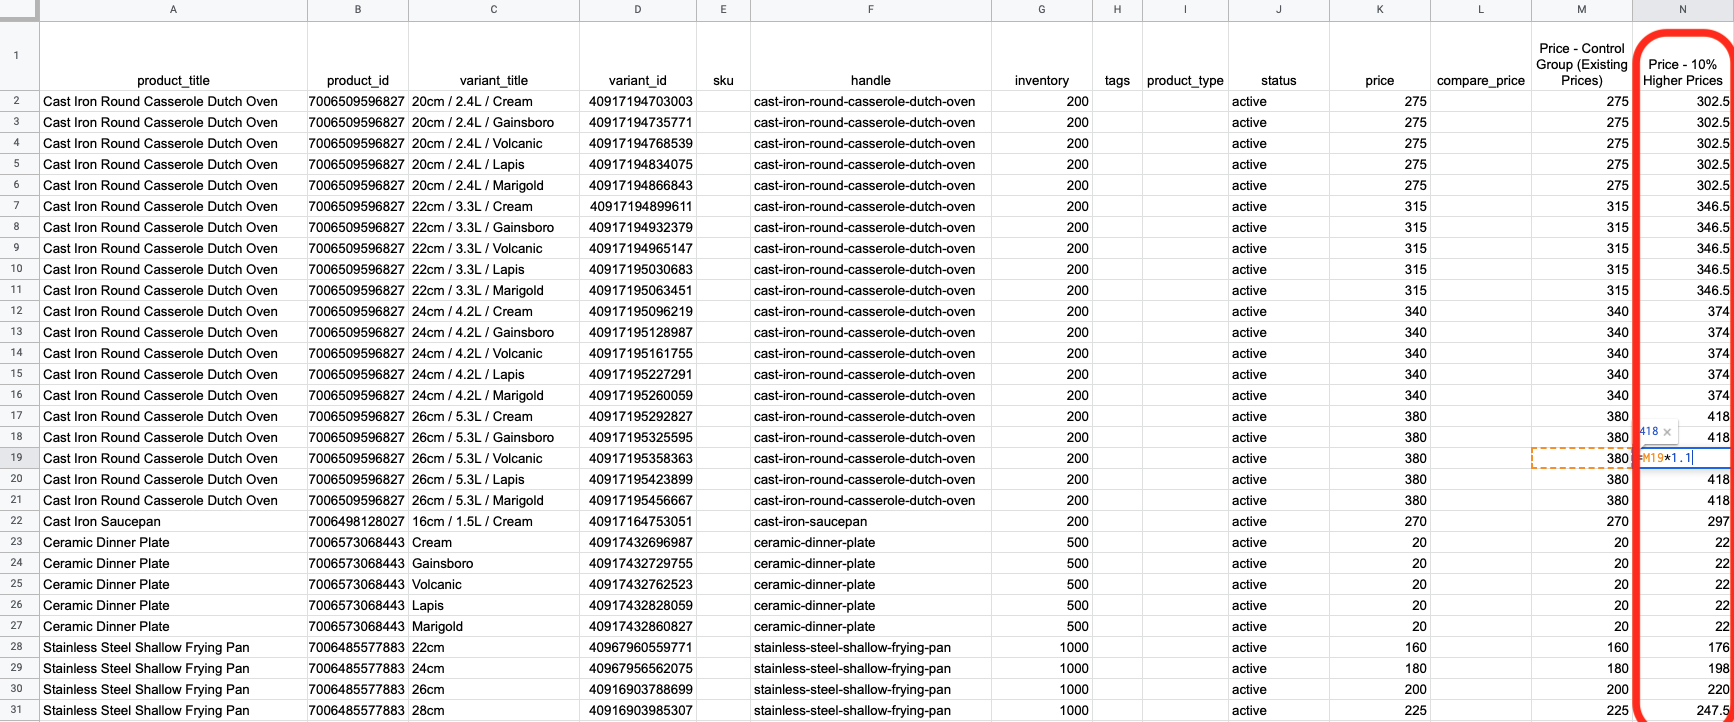 A B C D E F G H I J K L M N
1 product_title product_id variant_title variant_id sku handle inventory tags product_type status price compare_price Price - Control Group (Existing Prices) Price - 10% Higher Prices
2 Cast Iron Round Casserole Dutch Oven 7006509596827 20cm / 2.4L / Cream 40917194703003 cast-iron-round-casserole-dutch-oven 200 active 275 275 302.5
3 Cast Iron Round Casserole Dutch Oven 7006509596827 20cm / 2.4L / Gainsboro 40917194735771 cast-iron-round-casserole-dutch-oven 200 active 275 275 302.5
4 Cast Iron Round Casserole Dutch Oven 7006509596827 20cm / 2.4L / Volcanic 40917194768539 cast-iron-round-casserole-dutch-oven 200 active 275 275 302.5
5 Cast Iron Round Casserole Dutch Oven 7006509596827 20cm / 2.4L / Lapis 40917194834075 cast-iron-round-casserole-dutch-oven 200 active 275 275 302.5
6 Cast Iron Round Casserole Dutch Oven 7006509596827 20cm / 2.4L / Marigold 40917194866843 cast-iron-round-casserole-dutch-oven 200 active 275 275 302.5
7 Cast Iron Round Casserole Dutch Oven 7006509596827 22cm / 3.3L / Cream 40917194899611 cast-iron-round-casserole-dutch-oven 200 active 315 315 346.5
8 Cast Iron Round Casserole Dutch Oven 7006509596827 22cm / 3.3L / Gainsboro 40917194932379 cast-iron-round-casserole-dutch-oven 200 active 315 315 346.5
9 Cast Iron Round Casserole Dutch Oven 7006509596827 22cm / 3.3L / Volcanic 40917194965147 cast-iron-round-casserole-dutch-oven 200 active 315 315 346.5
10 Cast Iron Round Casserole Dutch Oven 7006509596827 22cm / 3.3L / Lapis 40917195030683 cast-iron-round-casserole-dutch-oven 200 active 315 315 346.5
11 Cast Iron Round Casserole Dutch Oven 7006509596827 22cm / 3.3L / Marigold 40917195063451 cast-iron-round-casserole-dutch-oven 200 active 315 315 346.5
12 Cast Iron Round Casserole Dutch Oven 7006509596827 24cm / 4.2L / Cream 40917195096219 cast-iron-round-casserole-dutch-oven 200 active 340 340 374
13 Cast Iron Round Casserole Dutch Oven 7006509596827 24cm / 4.2L / Gainsboro 40917195128987 cast-iron-round-casserole-dutch-oven 200 active 340 340 374
14 Cast Iron Round Casserole Dutch Oven 7006509596827 24cm / 4.2L / Volcanic 40917195161755 cast-iron-round-casserole-dutch-oven 200 active 340 340 374
15 Cast Iron Round Casserole Dutch Oven 7006509596827 24cm / 4.2L / Lapis 40917195227291 cast-iron-round-casserole-dutch-oven 200 active 340 340 374
16 Cast Iron Round Casserole Dutch Oven 7006509596827 24cm / 4.2L / Marigold 40917195260059 cast-iron-round-casserole-dutch-oven 200 active 340 340 374
17 Cast Iron Round Casserole Dutch Oven 7006509596827 26cm / 5.3L / Cream 40917195292827 cast-iron-round-casserole-dutch-oven 200 active 380 380 418
18 Cast Iron Round Casserole Dutch Oven 7006509596827 26cm / 5.3L / Gainsboro 40917195325595 cast-iron-round-casserole-dutch-oven 200 active 380 380 418 × 418
19 Cast Iron Round Casserole Dutch Oven 7006509596827 26cm / 5.3L / Volcanic 40917195358363 cast-iron-round-casserole-dutch-oven 200 active 380 380 =M19*1.1
20 Cast Iron Round Casserole Dutch Oven 7006509596827 26cm / 5.3L / Lapis 40917195423899 cast-iron-round-casserole-dutch-oven 200 active 380 380 418
21 Cast Iron Round Casserole Dutch Oven 7006509596827 26cm / 5.3L / Marigold 40917195456667 cast-iron-round-casserole-dutch-oven 200 active 380 380 418
22 Cast Iron Saucepan 7006498128027 16cm / 1.5L / Cream 40917164753051 cast-iron-saucepan 200 active 270 270 297
23 Ceramic Dinner Plate 7006573068443 Cream 40917432696987 ceramic-dinner-plate 500 active 20 20 22
24 Ceramic Dinner Plate 7006573068443 Gainsboro 40917432729755 ceramic-dinner-plate 500 active 20 20 22
25 Ceramic Dinner Plate 7006573068443 Volcanic 40917432762523 ceramic-dinner-plate 500 active 20 20 22
26 Ceramic Dinner Plate 7006573068443 Lapis 40917432828059 ceramic-dinner-plate 500 active 20 20 22
27 Ceramic Dinner Plate 7006573068443 Marigold 40917432860827 ceramic-dinner-plate 500 active 20 20 22
28 Stainless Steel Shallow Frying Pan 7006485577883 22cm 40967960559771 stainless-steel-shallow-frying-pan 1000 active 160 160 176
29 Stainless Steel Shallow Frying Pan 7006485577883 24cm 40967956562075 stainless-steel-shallow-frying-pan 1000 active 180 180 198
30 Stainless Steel Shallow Frying Pan 7006485577883 26cm 40916903788699 stainless-steel-shallow-frying-pan 1000 active 200 200 220
31 Stainless Steel Shallow Frying Pan 7006485577883 28cm 40916903985307 stainless-steel-shallow-frying-pan 1000 active 225 225 247.5